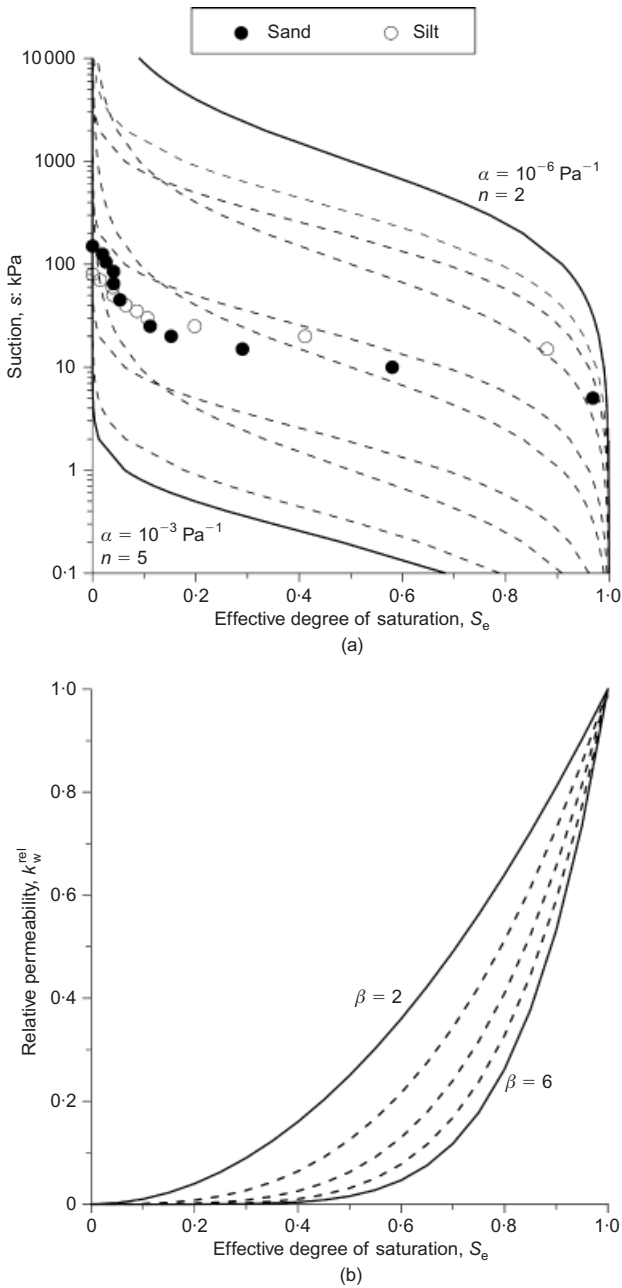 Sand Silt
10 000
1000
100
10
1
0·1
Suction, s: kPa
α = 10⁻⁶ Pa⁻¹
n = 2
α = 10⁻³ Pa⁻¹
n = 5
0 0·2 0·4 0·6 0·8 1·0
Effective degree of saturation, Sₑ
(a)
1·0
0·8
0·6
0·4
0·2
0
Relative permeability, k_w^rel
β = 2
β = 6
0 0·2 0·4 0·6 0·8 1·0
Effective degree of saturation, Sₑ
(b)